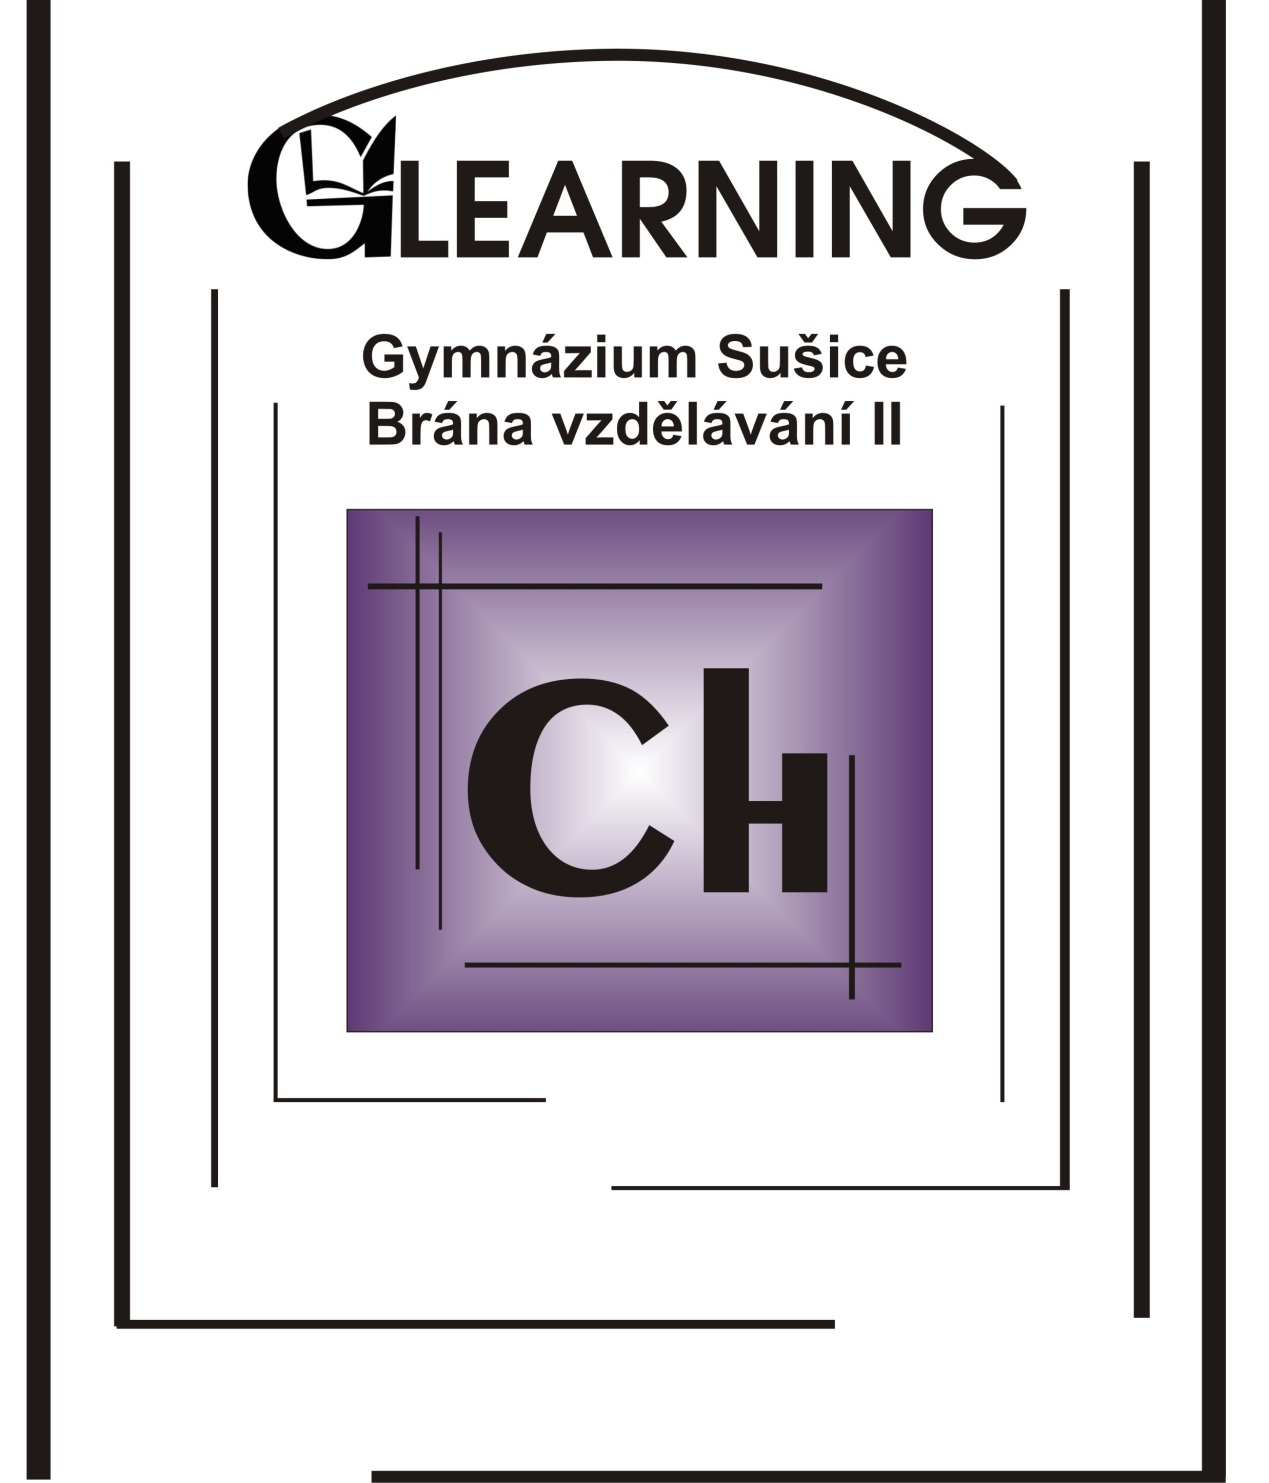 GLEARNING
Gymnázium Sušice
Brána vzdělávání II
Ch